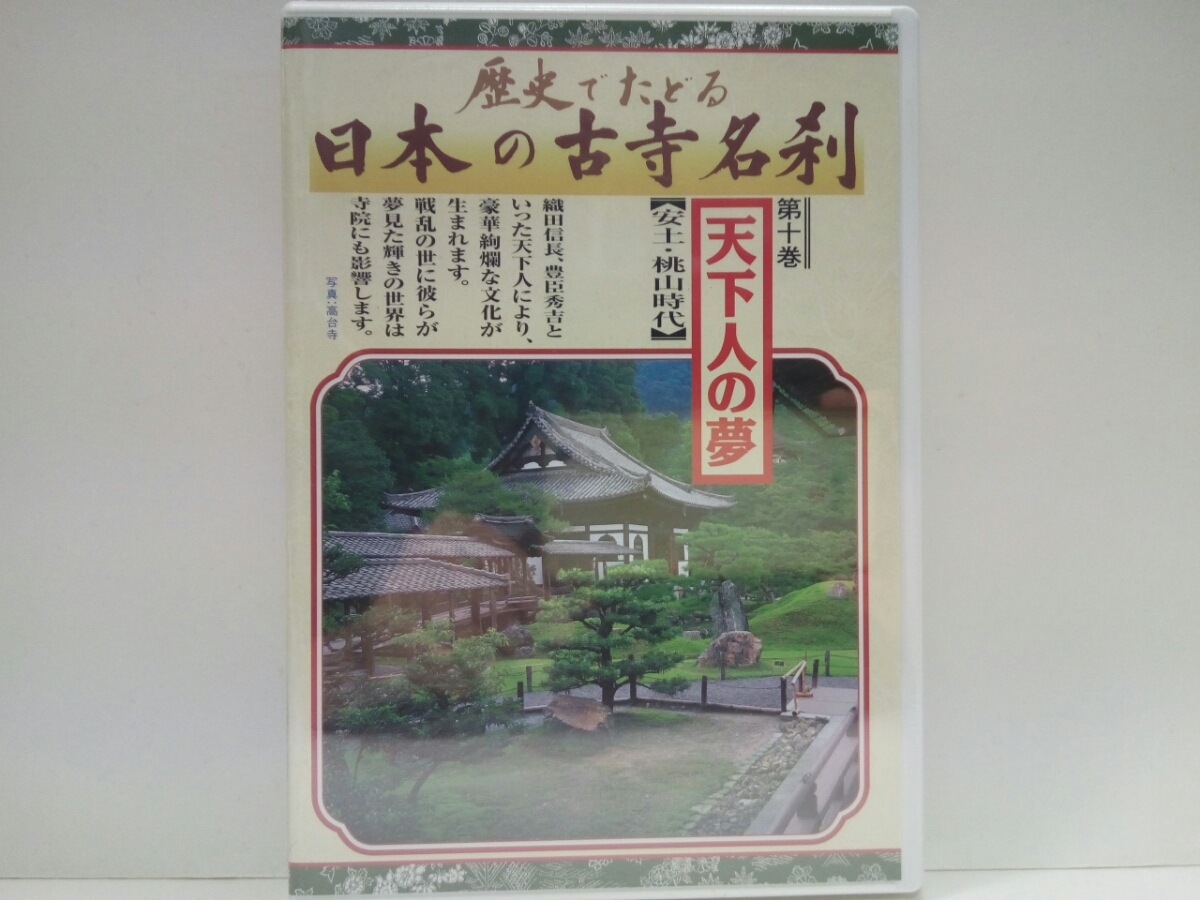 歴史でたどる
日本の古寺名刹
第十巻
天下人の夢
【安土・桃山時代】
織田信長、豊臣秀吉と
いった天下人により、
豪華絢爛な文化が
生まれます。
戦乱の世に彼らが
夢見た輝きの世界は
寺院にも影響します。
写真:高台寺